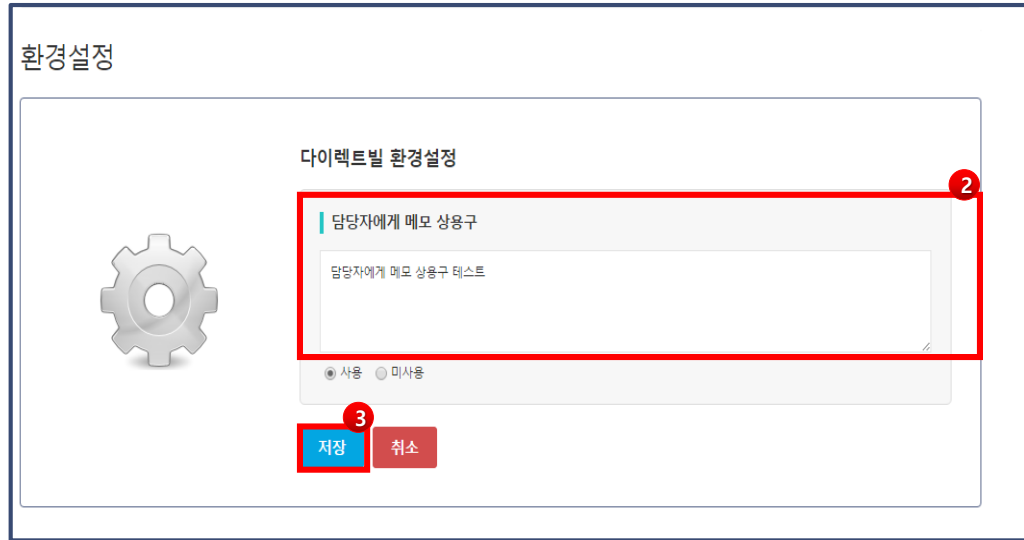 환경설정
다이렉트빌 환경설정
2
담당자에게 메모 상용구
담당자에게 메모 상용구 테스트
사용 미사용
3
저장 취소